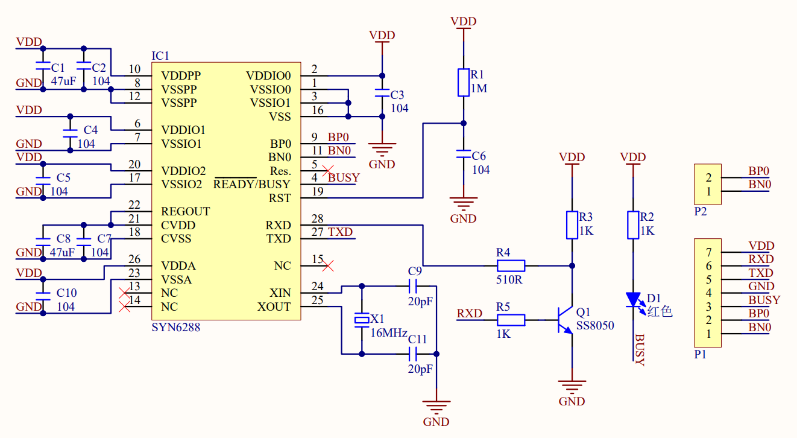 IC1
VDD
C1
47uF
C2
104
GND
VDD
C4
104
GND
VDD
C5
104
GND
C8
47uF
C7
104
GND
VDD
C10
104
GND
10 VDDPP
8 VSSPP
12 VSSPP
6 VDDIO1
7 VSSIO1
20 VDDIO2
17 VSSIO2
22 REGOUT
21 CVDD
18 CVSS
26 VDDA
23 VSSA
13 NC
14 NC
VDDIO0 2
VSSIO0 1
VSSIO1 3
VSS 16
BP0 9 BP0
BN0 11 BN0
Res. 5
READY/BUSY 4 BUSY
RST 19
RXD 28
TXD 27 TXD
NC 15
XIN 24
XOUT 25
SYN6288
VDD
C3
104
GND
VDD
R1
1M
C6
104
GND
X1
16MHz
C9
20pF
C11
20pF
GND
R4
510R
RXD
R5
1K
VDD
R3
1K
Q1
SS8050
GND
VDD
R2
1K
D1
红色
BUSY
2 BP0
1 BN0
P2
7 VDD
6 RXD
5 TXD
4 GND
3 BUSY
2 BP0
1 BN0
P1